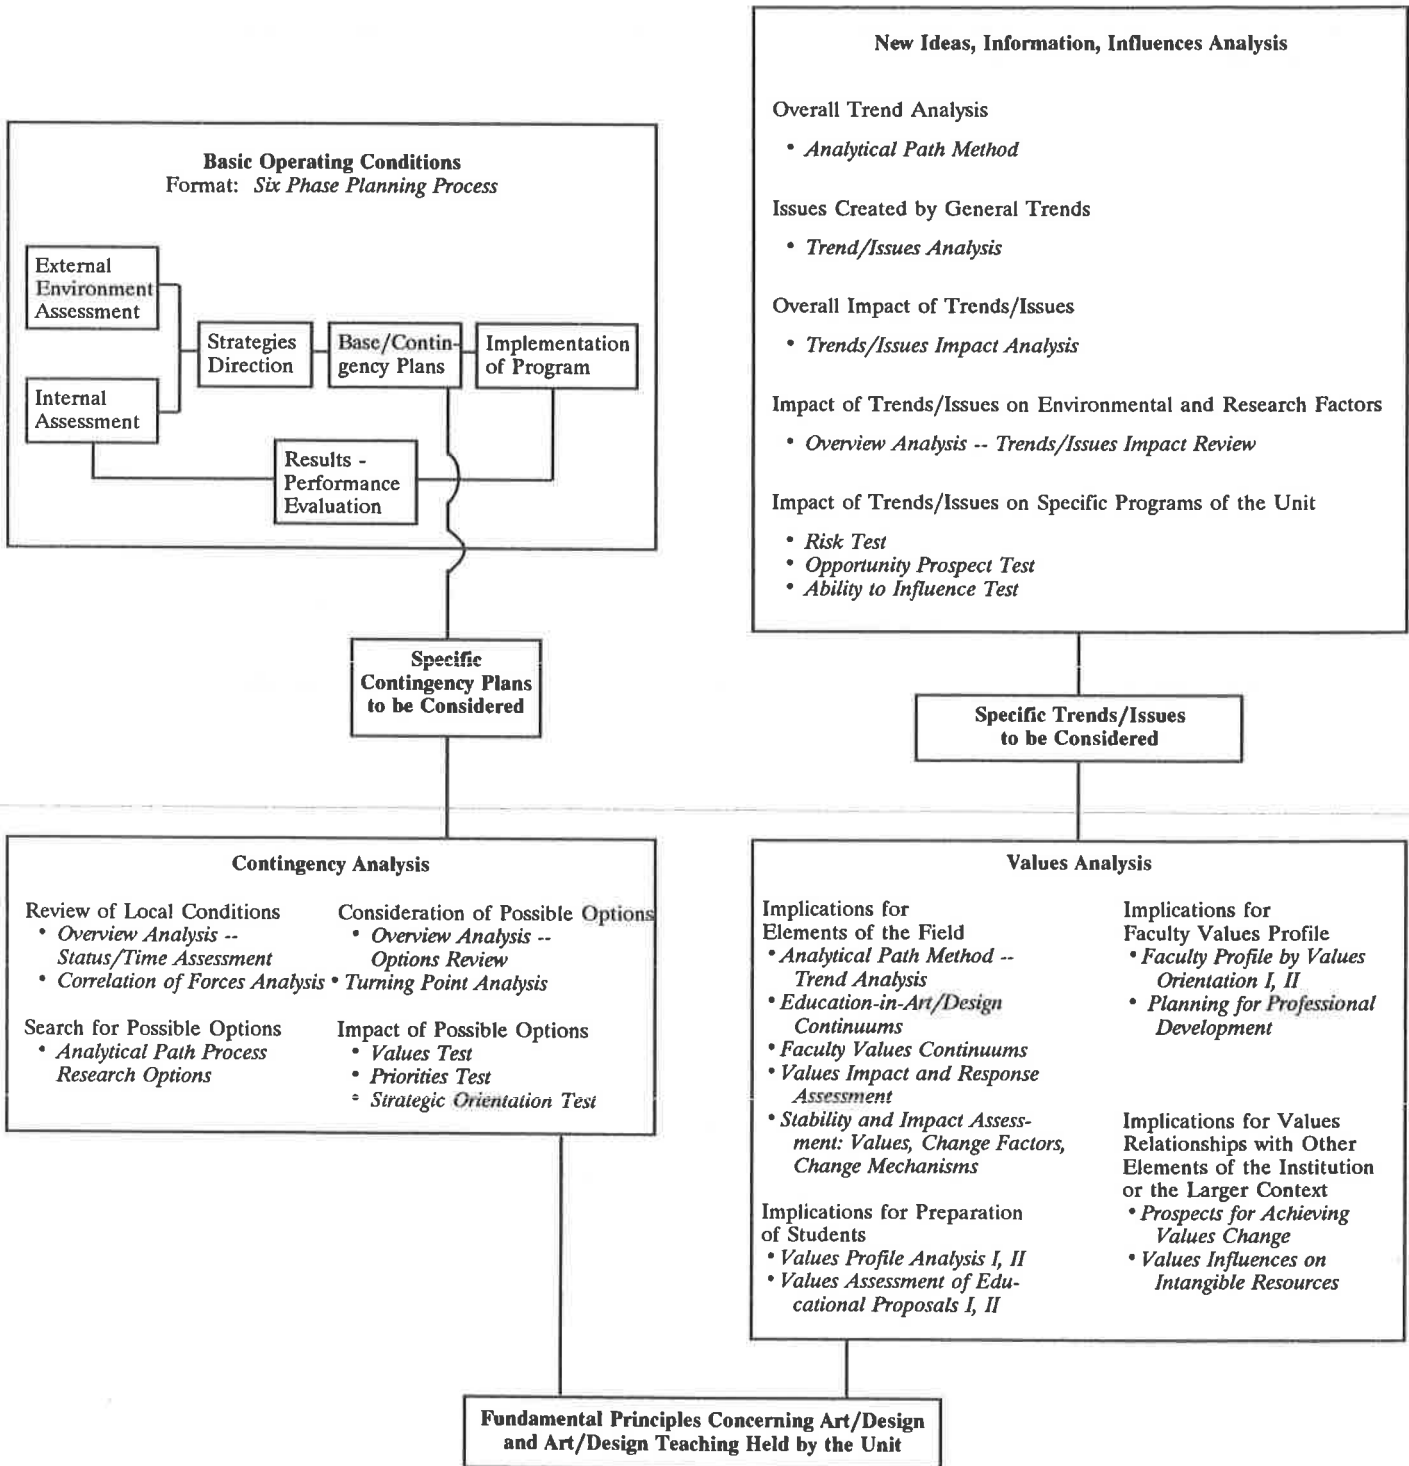 New Ideas, Information, Influences Analysis
Overall Trend Analysis
• Analytical Path Method
Issues Created by General Trends
• Trend/Issues Analysis
Overall Impact of Trends/Issues
• Trends/Issues Impact Analysis
Impact of Trends/Issues on Environmental and Research Factors
• Overview Analysis -- Trends/Issues Impact Review
Impact of Trends/Issues on Specific Programs of the Unit
• Risk Test
• Opportunity Prospect Test
• Ability to Influence Test
Basic Operating Conditions
Format: Six Phase Planning Process
External
Environment
Assessment
Internal
Assessment
Strategies
Direction
Base/Contin-
gency Plans
Implementation
of Program
Results -
Performance
Evaluation
Specific
Contingency Plans
to be Considered
Specific Trends/Issues
to be Considered
Contingency Analysis
Review of Local Conditions
• Overview Analysis --
Status/Time Assessment
• Correlation of Forces Analysis
Search for Possible Options
• Analytical Path Process
Research Options
Consideration of Possible Options
• Overview Analysis --
Options Review
• Turning Point Analysis
Impact of Possible Options
• Values Test
• Priorities Test
• Strategic Orientation Test
Values Analysis
Implications for
Elements of the Field
• Analytical Path Method --
Trend Analysis
• Education-in-Art/Design
Continuums
• Faculty Values Continuums
• Values Impact and Response
Assessment
• Stability and Impact Assess-
ment: Values, Change Factors,
Change Mechanisms
Implications for Preparation
of Students
• Values Profile Analysis I, II
• Values Assessment of Edu-
cational Proposals I, II
Implications for
Faculty Values Profile
• Faculty Profile by Values
Orientation I, II
• Planning for Professional
Development
Implications for Values
Relationships with Other
Elements of the Institution
or the Larger Context
• Prospects for Achieving
Values Change
• Values Influences on
Intangible Resources
Fundamental Principles Concerning Art/Design
and Art/Design Teaching Held by the Unit